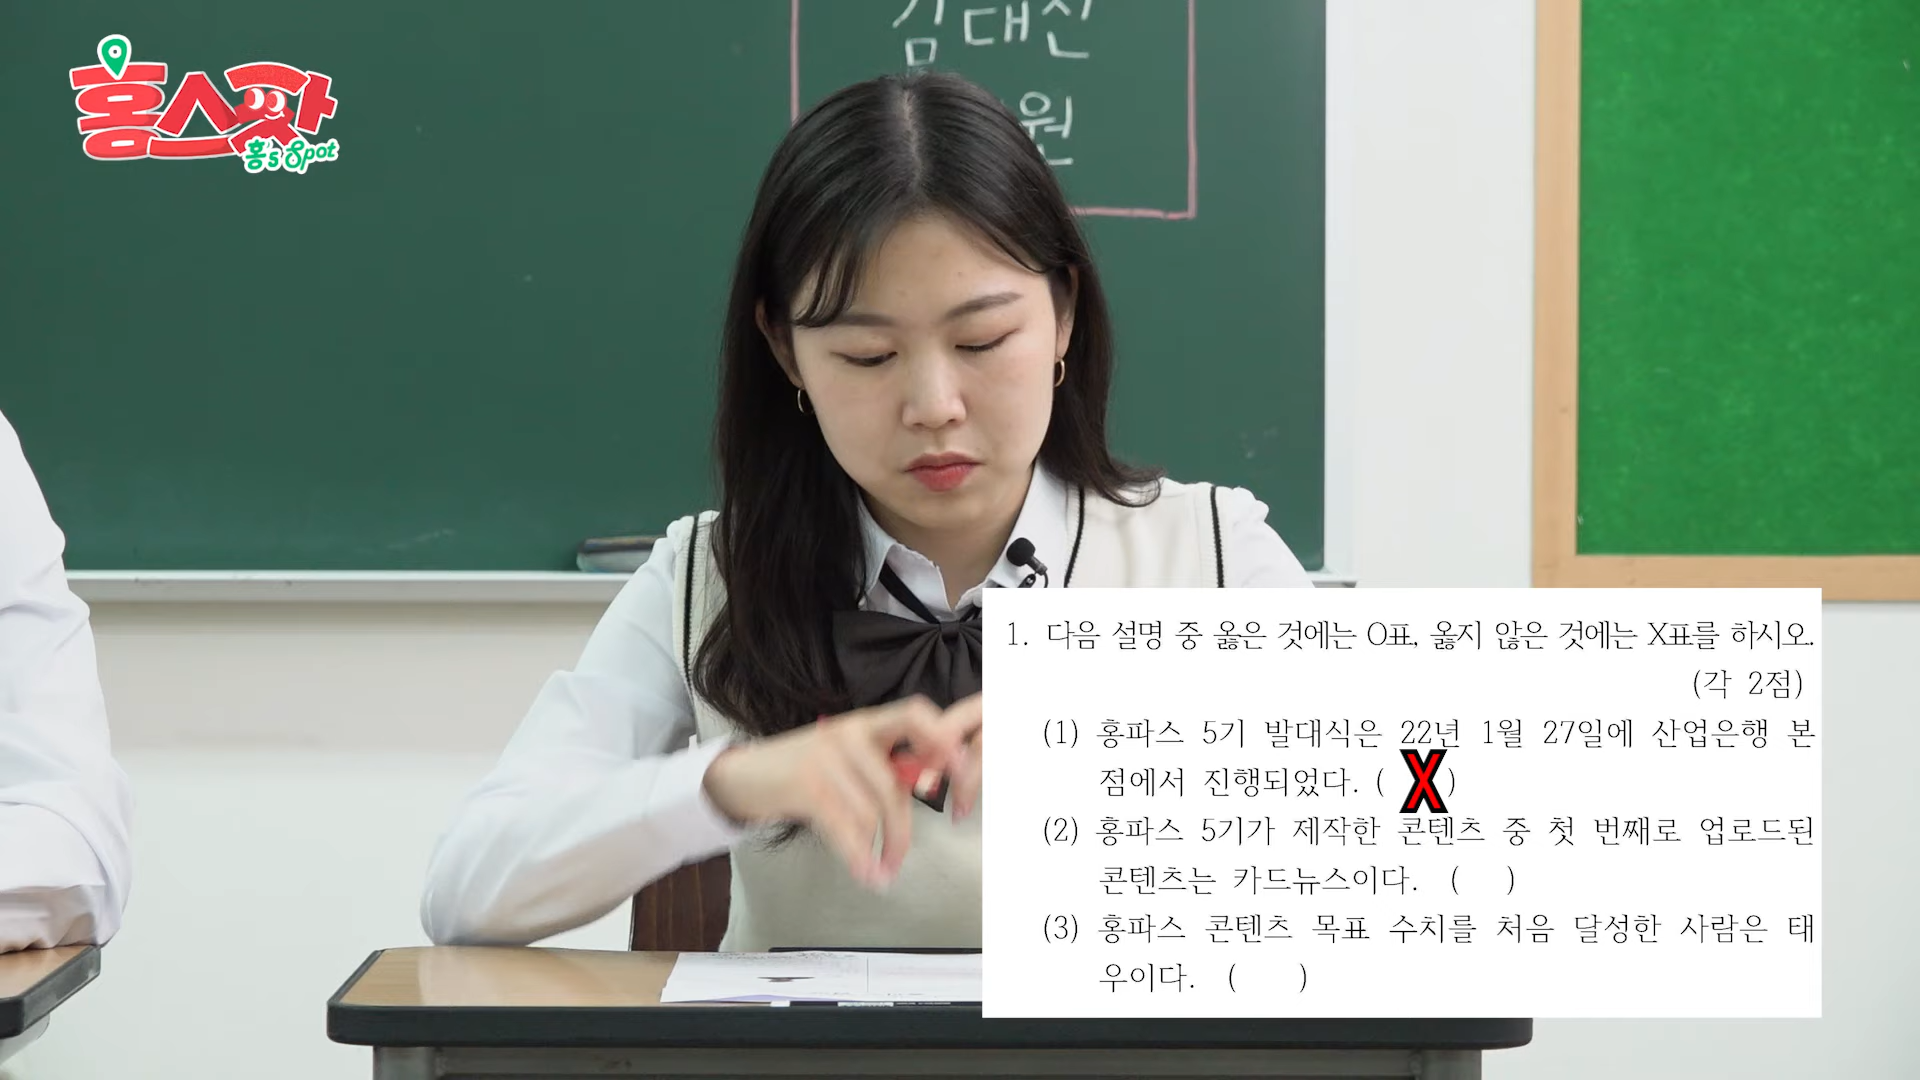 김대진
원
홈스팟
홍's Spot
1. 다음 설명 중 옳은 것에는 O표, 옳지 않은 것에는 X표를 하시오.
(각 2점)
(1) 홍파스 5기 발대식은 22년 1월 27일에 산업은행 본
점에서 진행되었다. ( X )
(2) 홍파스 5기가 제작한 콘텐츠 중 첫 번째로 업로드된
콘텐츠는 카드뉴스이다. ( )
(3) 홍파스 콘텐츠 목표 수치를 처음 달성한 사람은 태
우이다. ( )